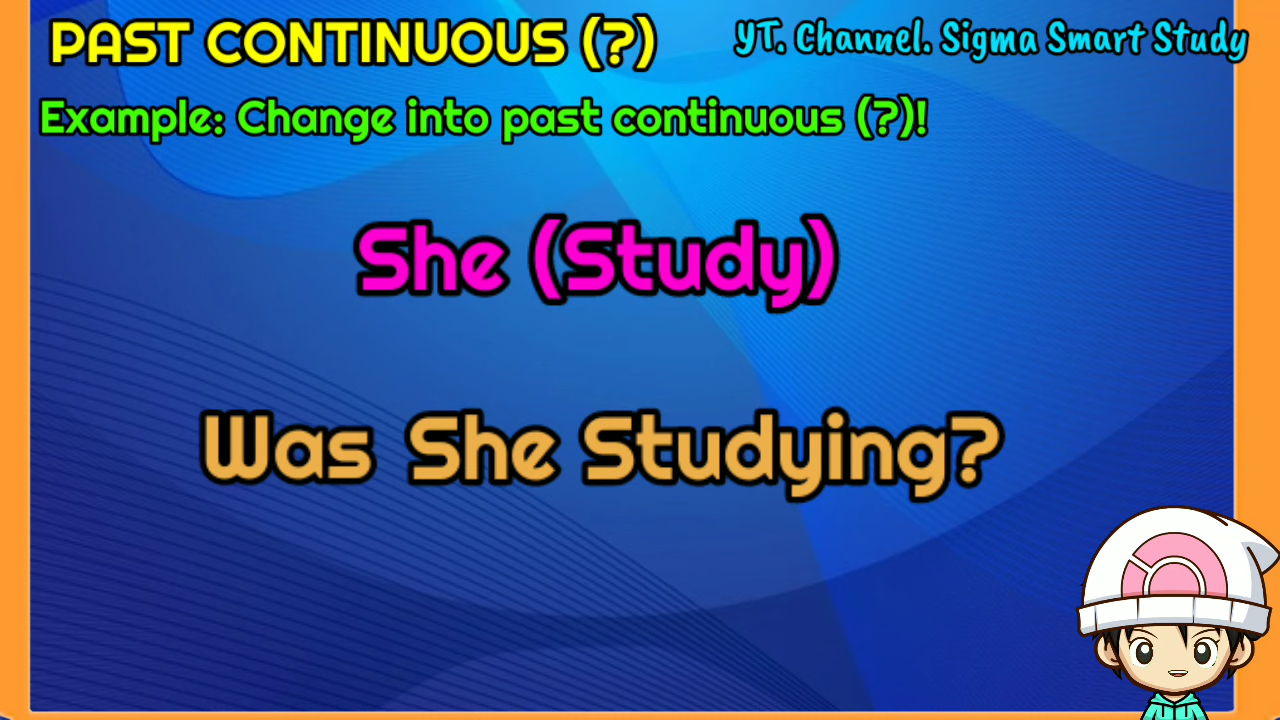 PAST CONTINUOUS (?)
YT. Channel. Sigma Smart Study
Example: Change into past continuous (?)!
She (Study)
Was She Studying?